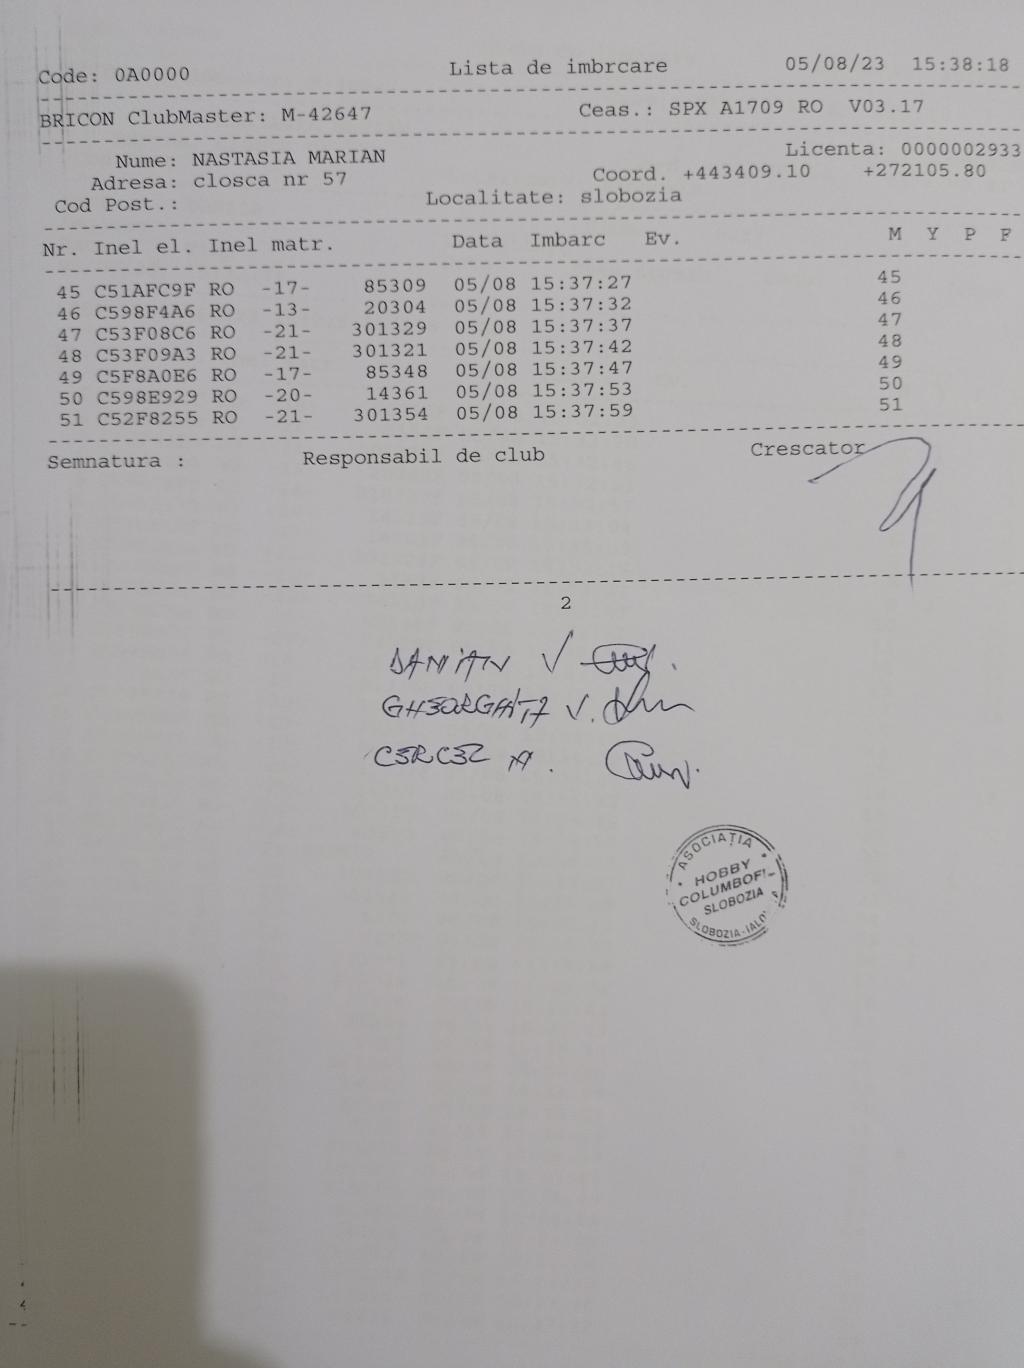 Code: 0A0000 Lista de imbrcare 05/08/23 15:38:18
BRICON ClubMaster: M-42647 Ceas.: SPX A1709 RO V03.17
Nume: NASTASIA MARIAN Licenta: 0000002933
Adresa: closca nr 57 Coord. +443409.10 +272105.80
Cod Post.: Localitate: slobozia
Nr. Inel el. Inel matr. Data Imbarc Ev. M Y P F
45 C51AFC9F RO -17- 85309 05/08 15:37:27 45
46 C598F4A6 RO -13- 20304 05/08 15:37:32 46
47 C53F08C6 RO -21- 301329 05/08 15:37:37 47
48 C53F09A3 RO -21- 301321 05/08 15:37:42 48
49 C5F8A0E6 RO -17- 85348 05/08 15:37:47 49
50 C598E929 RO -20- 14361 05/08 15:37:53 50
51 C52F8255 RO -21- 301354 05/08 15:37:59 51
Semnatura : Responsabil de club Crescator
2
DAMIAN V
GHEORGHITA V.
CERCEL A.
ASOCIAȚIA
HOBBY
COLUMBOFI-
SLOBOZIA
SLOBOZIA-IALO